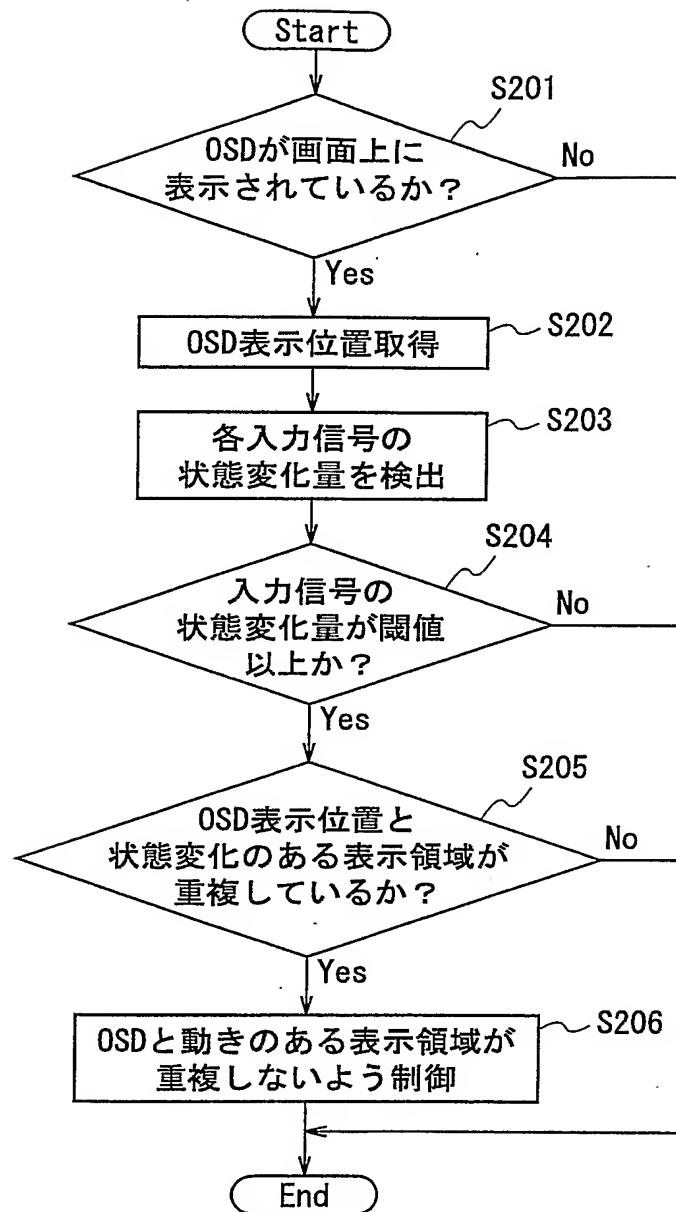 Start
S201
OSDが画面上に
表示されているか？
No
Yes
OSD表示位置取得
S202
各入力信号の
状態変化量を検出
S203
S204
入力信号の
状態変化量が閾値
以上か？
No
Yes
S205
OSD表示位置と
状態変化のある表示領域が
重複しているか？
No
Yes
OSDと動きのある表示領域が
重複しないよう制御
S206
End